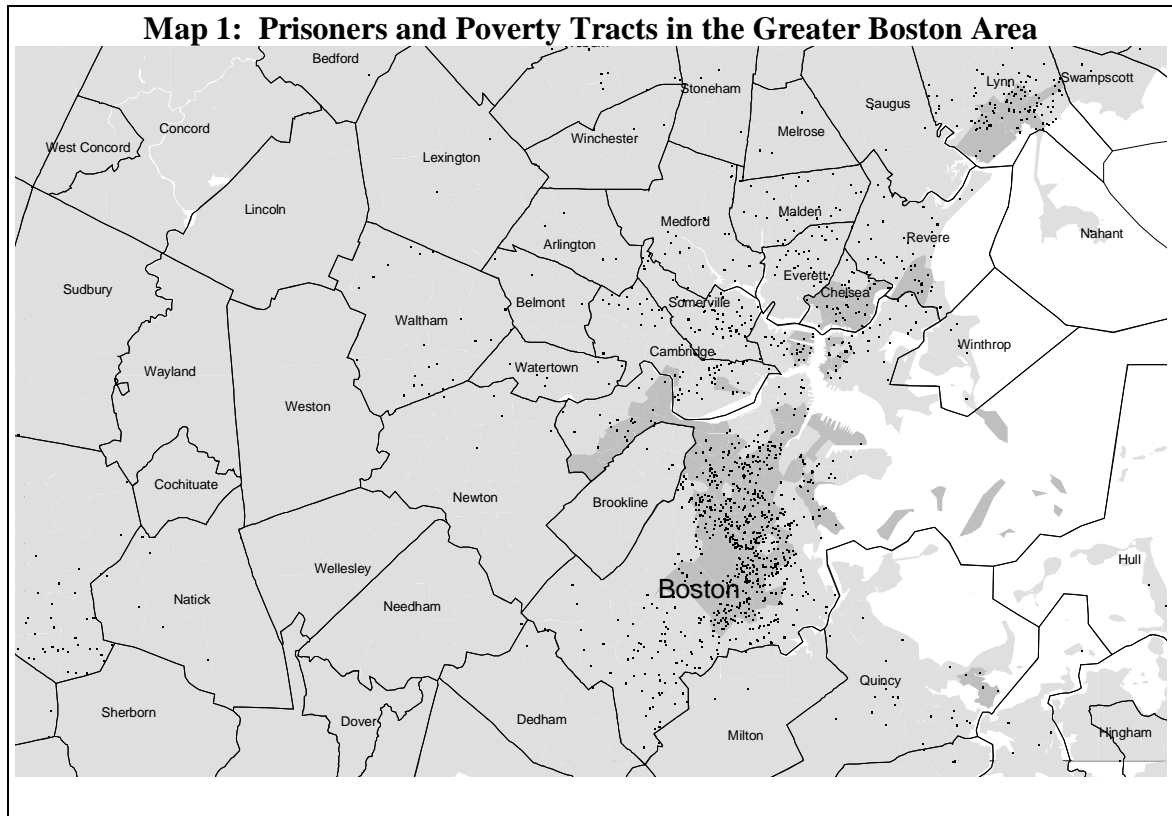 Map 1: Prisoners and Poverty Tracts in the Greater Boston Area
Bedford
Stoneham
Lynn
Swampscott
Saugus
Concord
West Concord
Winchester
Melrose
Lexington
Lincoln
Malden
Medford
Arlington
Revere
Nahant
Everett
Sudbury
Belmont
Somerville
Chelsea
Waltham
Winthrop
Cambridge
Watertown
Wayland
Weston
Cochituate
Newton
Brookline
Hull
Wellesley
Boston
Natick
Needham
Quincy
Sherborn
Dover
Dedham
Milton
Hingham